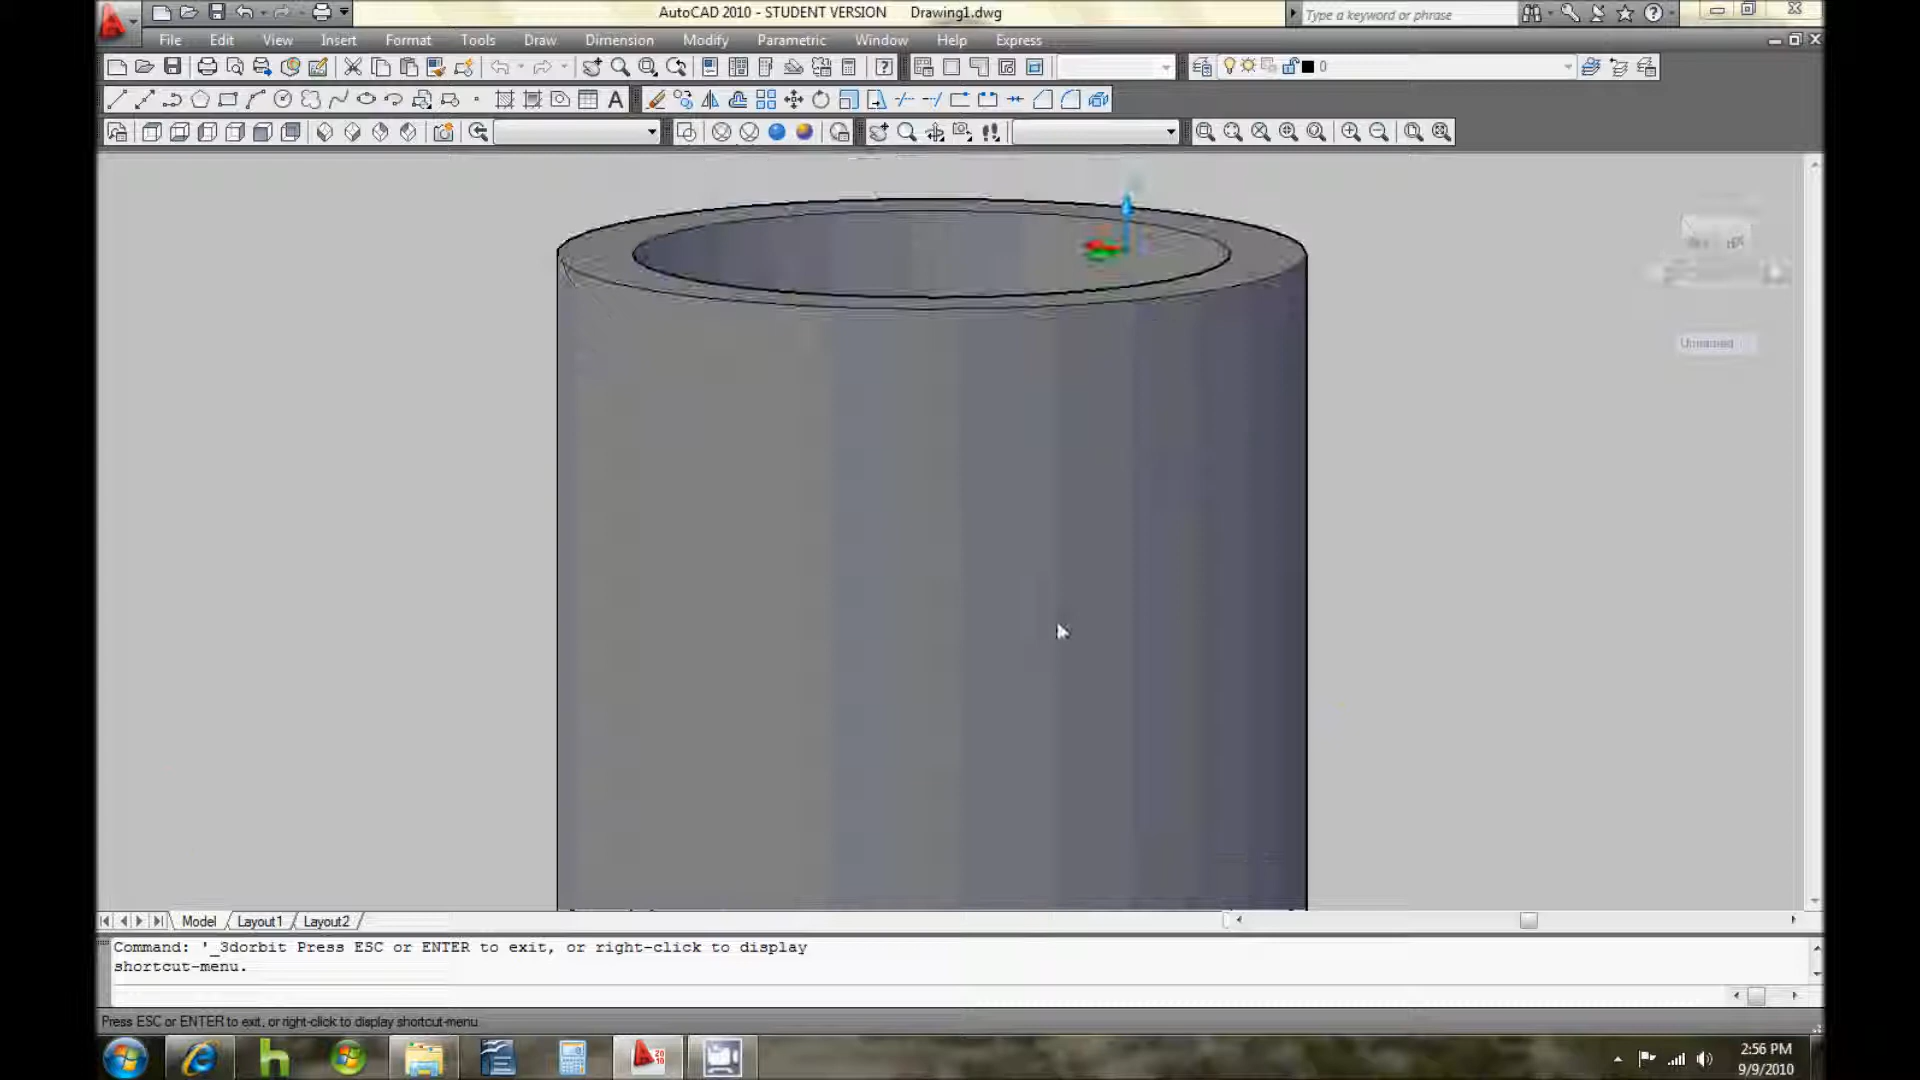 AutoCAD 2010 - STUDENT VERSION Drawing1.dwg
Type a keyword or phrase
File Edit View Insert Format Tools Draw Dimension Modify Parametric Window Help Express
0
Unnamed
Model Layout1 Layout2
Command: '_3dorbit Press ESC or ENTER to exit, or right-click to display
shortcut-menu.
Press ESC or ENTER to exit, or right-click to display shortcut-menu
2:56 PM
9/9/2010